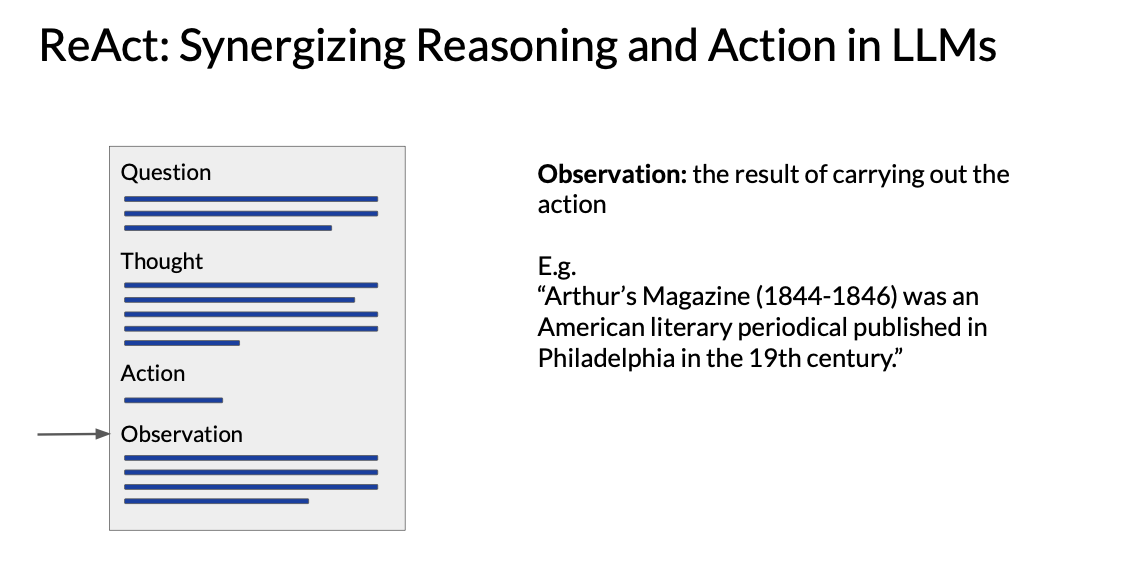 ReAct: Synergizing Reasoning and Action in LLMs
Question
Thought
Action
Observation
Observation: the result of carrying out the
action
E.g.
“Arthur’s Magazine (1844-1846) was an
American literary periodical published in
Philadelphia in the 19th century.”